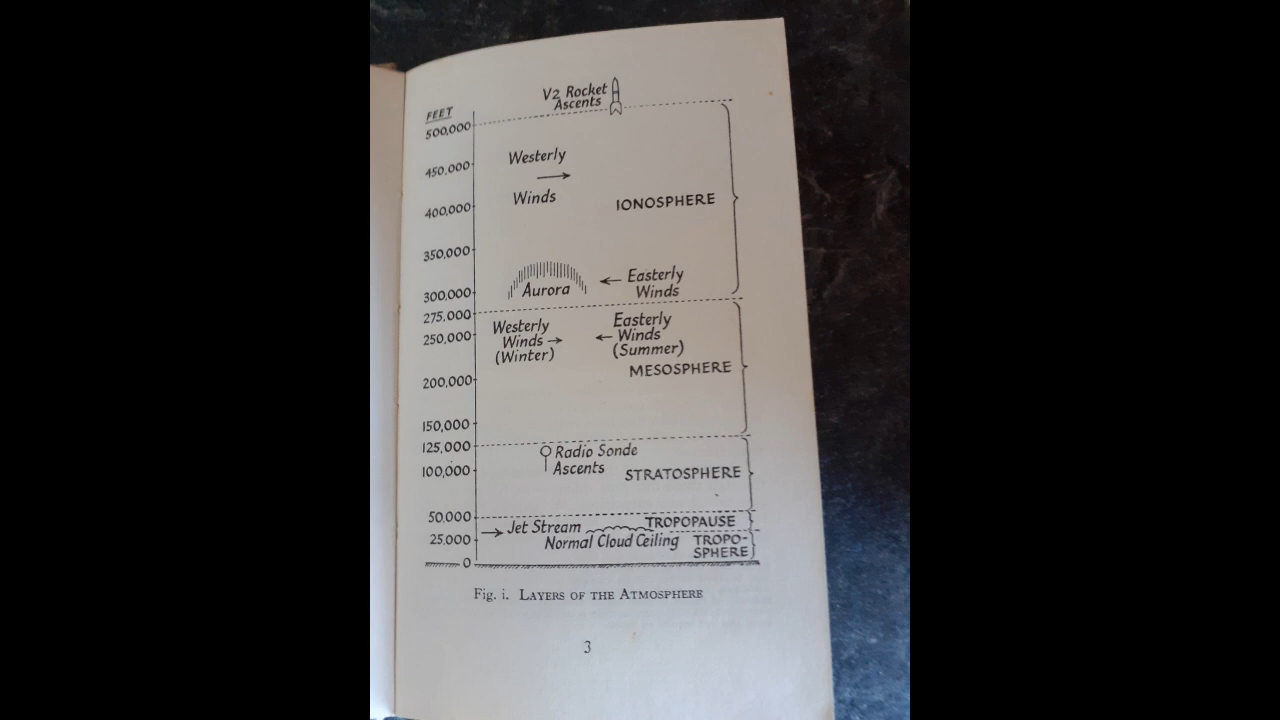 V2 Rocket
Ascents
FEET
500,000
Westerly
450,000
Winds
IONOSPHERE
400,000
350,000
Easterly
Winds
Aurora
300,000
275.000
Westerly
Winds
(Winter)
Easterly
Winds
(Summer)
250,000
MESOSPHERE
200,000
150,000
125,000
Radio Sonde
Ascents
STRATOSPHERE
100,000
50,000
Jet Stream
TROPOPAUSE
Normal Cloud Ceiling
TROPO-
SPHERE
25,000
0
Fig. i. LAYERS OF THE ATMOSPHERE
3